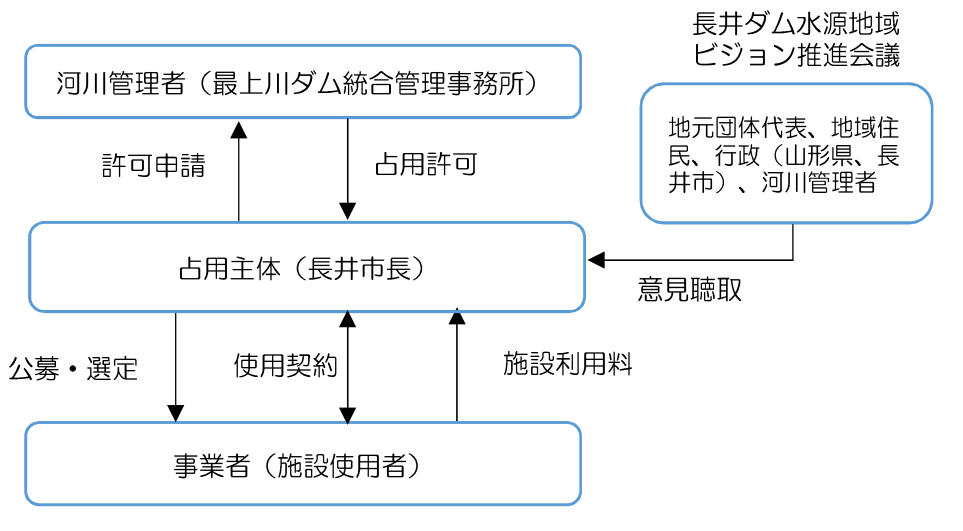 長井ダム水源地域
ビジョン推進会議
河川管理者（最上川ダム統合管理事務所）
地元団体代表、地域住
民、行政（山形県、長
井市）、河川管理者
許可申請
占用許可
占用主体（長井市長）
意見聴取
公募・選定
使用契約
施設利用料
事業者（施設使用者）